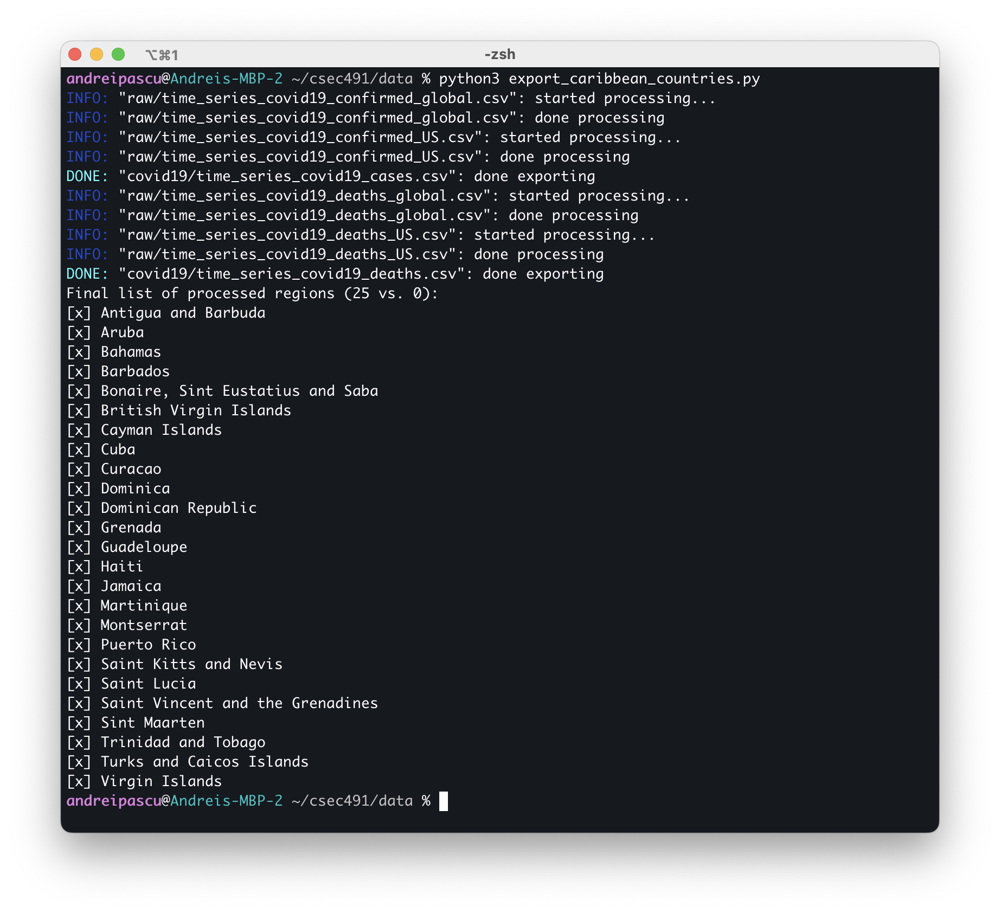 ⌥⌘1
-zsh
andreipascu@Andreis-MBP-2 ~/csec491/data % python3 export_caribbean_countries.py
INFO: "raw/time_series_covid19_confirmed_global.csv": started processing...
INFO: "raw/time_series_covid19_confirmed_global.csv": done processing
INFO: "raw/time_series_covid19_confirmed_US.csv": started processing...
INFO: "raw/time_series_covid19_confirmed_US.csv": done processing
DONE: "covid19/time_series_covid19_cases.csv": done exporting
INFO: "raw/time_series_covid19_deaths_global.csv": started processing...
INFO: "raw/time_series_covid19_deaths_global.csv": done processing
INFO: "raw/time_series_covid19_deaths_US.csv": started processing...
INFO: "raw/time_series_covid19_deaths_US.csv": done processing
DONE: "covid19/time_series_covid19_deaths.csv": done exporting
Final list of processed regions (25 vs. 0):
[x] Antigua and Barbuda
[x] Aruba
[x] Bahamas
[x] Barbados
[x] Bonaire, Sint Eustatius and Saba
[x] British Virgin Islands
[x] Cayman Islands
[x] Cuba
[x] Curacao
[x] Dominica
[x] Dominican Republic
[x] Grenada
[x] Guadeloupe
[x] Haiti
[x] Jamaica
[x] Martinique
[x] Montserrat
[x] Puerto Rico
[x] Saint Kitts and Nevis
[x] Saint Lucia
[x] Saint Vincent and the Grenadines
[x] Sint Maarten
[x] Trinidad and Tobago
[x] Turks and Caicos Islands
[x] Virgin Islands
andreipascu@Andreis-MBP-2 ~/csec491/data %